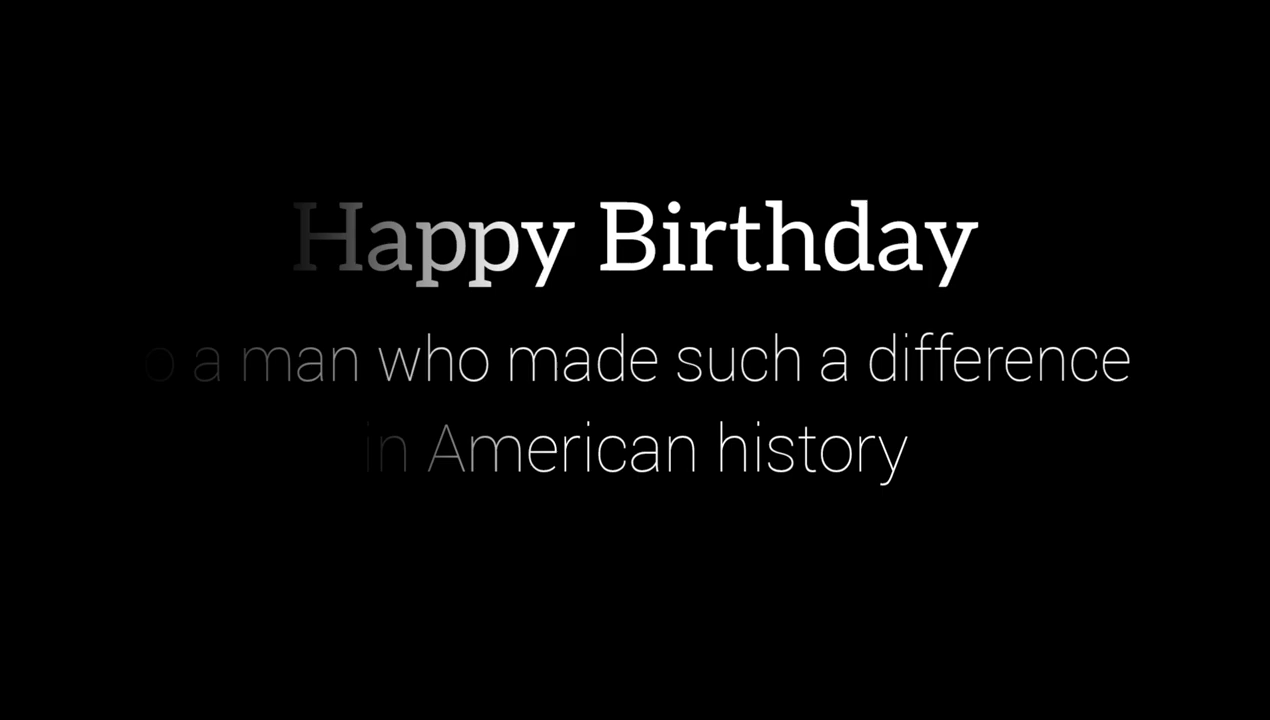 Happy Birthday
o a man who made such a difference
in American history